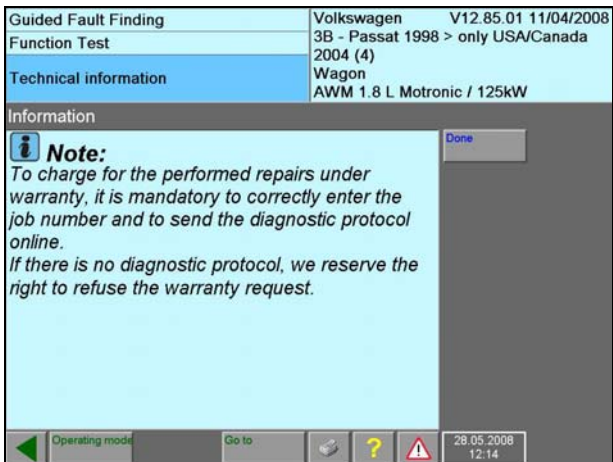 Guided Fault Finding
Function Test
Technical information
Volkswagen V12.85.01 11/04/2008
3B - Passat 1998 > only USA/Canada
2004 (4)
Wagon
AWM 1.8 L Motronic / 125kW
Information
Note:
To charge for the performed repairs under
warranty, it is mandatory to correctly enter the
job number and to send the diagnostic protocol
online.
If there is no diagnostic protocol, we reserve the
right to refuse the warranty request.
Done
Operating mode
Go to
?
28.05.2008
12:14